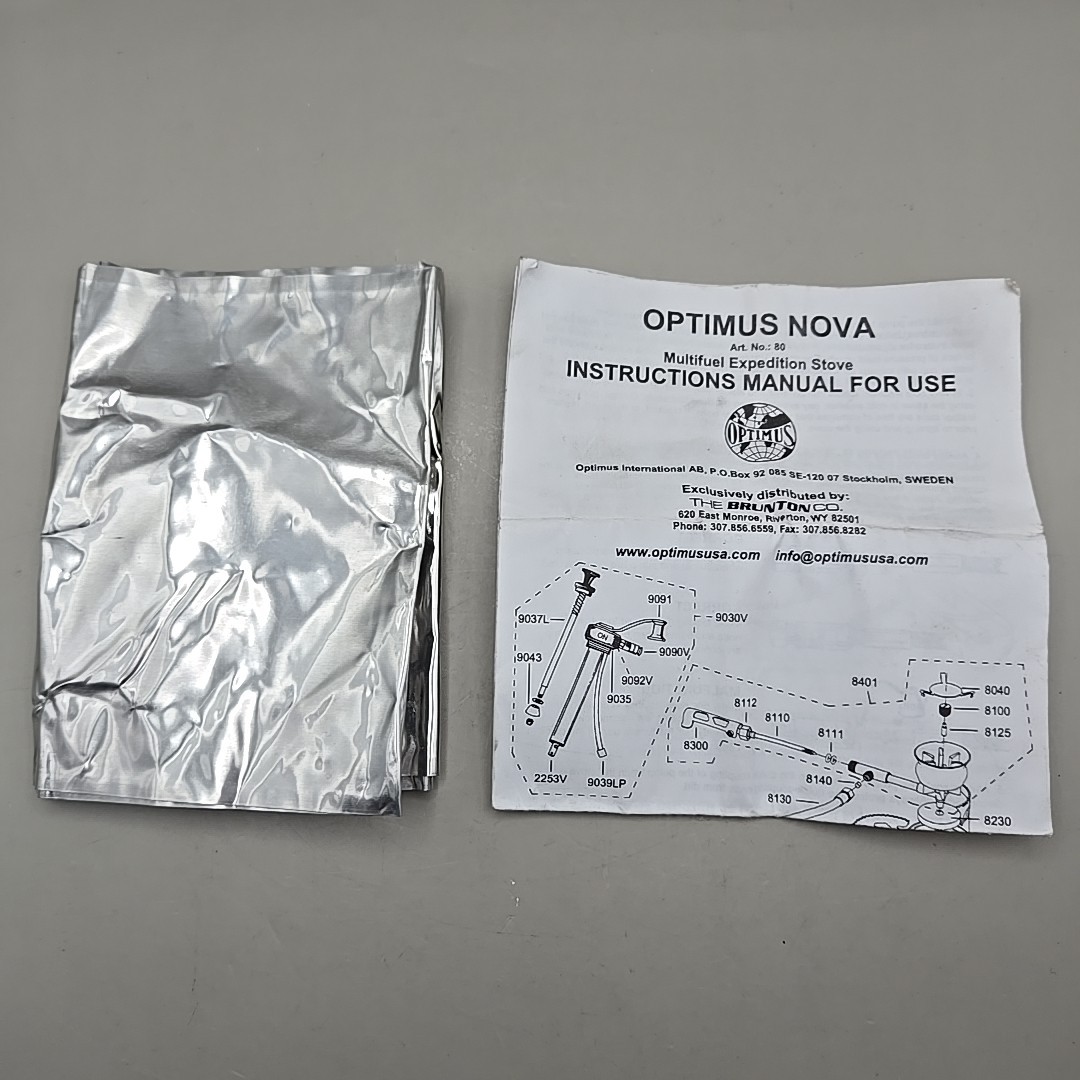 OPTIMUS NOVA
Art. No.: 80
Multifuel Expedition Stove
INSTRUCTIONS MANUAL FOR USE
OPTIMUS
Optimus International AB, P.O.Box 92 085 SE-120 07 Stockholm, SWEDEN
Exclusively distributed by:
THE BRUNTON CO.
620 East Monroe, Riverton, WY 82501
Phone: 307.856.6559, Fax: 307.856.8282
www.optimususa.com info@optimususa.com
9091
9037L
9030V
ON
9090V
9043
9092V
9035
8401
8040
8112
8100
8110
8125
8111
8300
2253V
9039LP
8140
8130
8230